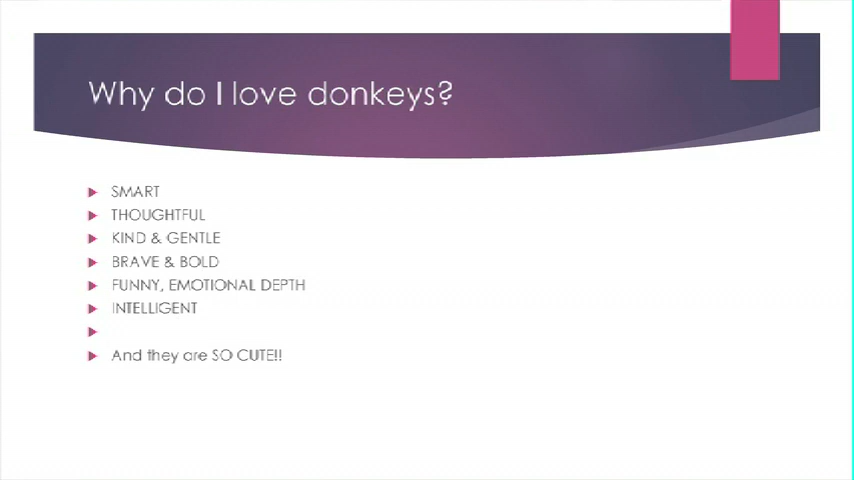 Why do I love donkeys?
SMART
THOUGHTFUL
KIND & GENTLE
BRAVE & BOLD
FUNNY, EMOTIONAL DEPTH
INTELLIGENT
And they are SO CUTE!!